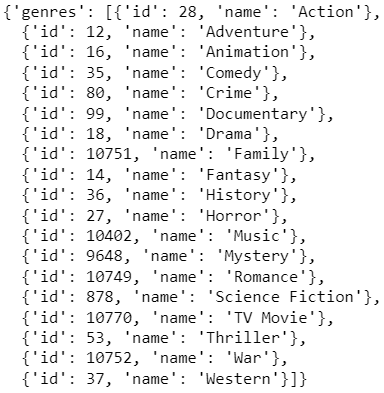 {'genres': [{'id': 28, 'name': 'Action'},
{'id': 12, 'name': 'Adventure'},
{'id': 16, 'name': 'Animation'},
{'id': 35, 'name': 'Comedy'},
{'id': 80, 'name': 'Crime'},
{'id': 99, 'name': 'Documentary'},
{'id': 18, 'name': 'Drama'},
{'id': 10751, 'name': 'Family'},
{'id': 14, 'name': 'Fantasy'},
{'id': 36, 'name': 'History'},
{'id': 27, 'name': 'Horror'},
{'id': 10402, 'name': 'Music'},
{'id': 9648, 'name': 'Mystery'},
{'id': 10749, 'name': 'Romance'},
{'id': 878, 'name': 'Science Fiction'},
{'id': 10770, 'name': 'TV Movie'},
{'id': 53, 'name': 'Thriller'},
{'id': 10752, 'name': 'War'},
{'id': 37, 'name': 'Western'}]}